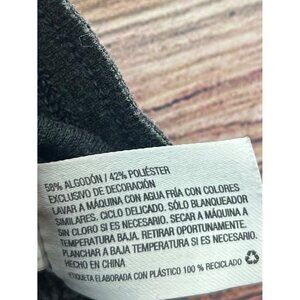 58% ALGODÓN / 42% POLIÉSTER
EXCLUSIVO DE DECORACIÓN
LAVAR A MÁQUINA CON AGUA FRÍA CON COLORES
SIMILARES. CICLO DELICADO. SÓLO BLANQUEADOR
SIN CLORO SI ES NECESARIO. SECAR A MÁQUINA A
TEMPERATURA BAJA, RETIRAR OPORTUNAMENTE.
PLANCHAR A BAJA TEMPERATURA SI ES NECESARIO.
HECHO EN CHINA
ETIQUETA ELABORADA CON PLÁSTICO 100 % RECICLADO